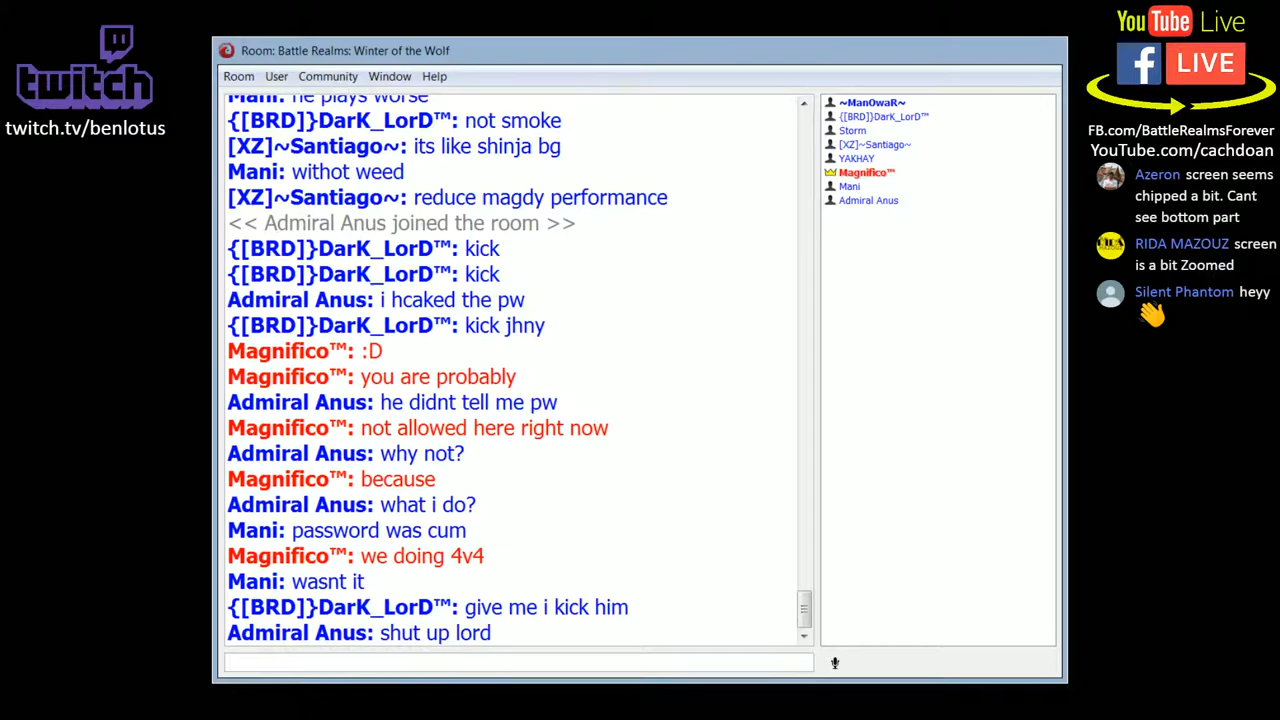 twitch
twitch.tv/benlotus
Room: Battle Realms: Winter of the Wolf
Room User Community Window Help
Mani: he plays worse
{[BRD]}DarK_LorD™: not smoke
[XZ]~Santiago~: its like shinja bg
Mani: withot weed
[XZ]~Santiago~: reduce magdy performance
<< Admiral Anus joined the room >>
{[BRD]}DarK_LorD™: kick
{[BRD]}DarK_LorD™: kick
Admiral Anus: i hcaked the pw
{[BRD]}DarK_LorD™: kick jhny
Magnifico™: :D
Magnifico™: you are probably
Admiral Anus: he didnt tell me pw
Magnifico™: not allowed here right now
Admiral Anus: why not?
Magnifico™: because
Admiral Anus: what i do?
Mani: password was cum
Magnifico™: we doing 4v4
Mani: wasnt it
{[BRD]}DarK_LorD™: give me i kick him
Admiral Anus: shut up lord
~ManOwaR~
{[BRD]}DarK_LorD™
Storm
[XZ]~Santiago~
YAKHAY
Magnifico™
Mani
Admiral Anus
YouTube Live
f LIVE
FB.com/BattleRealmsForever
YouTube.com/cachdoan
Azeron screen seems
chipped a bit. Cant
see bottom part
RIDA MAZOUZ screen
is a bit Zoomed
Silent Phantom heyy